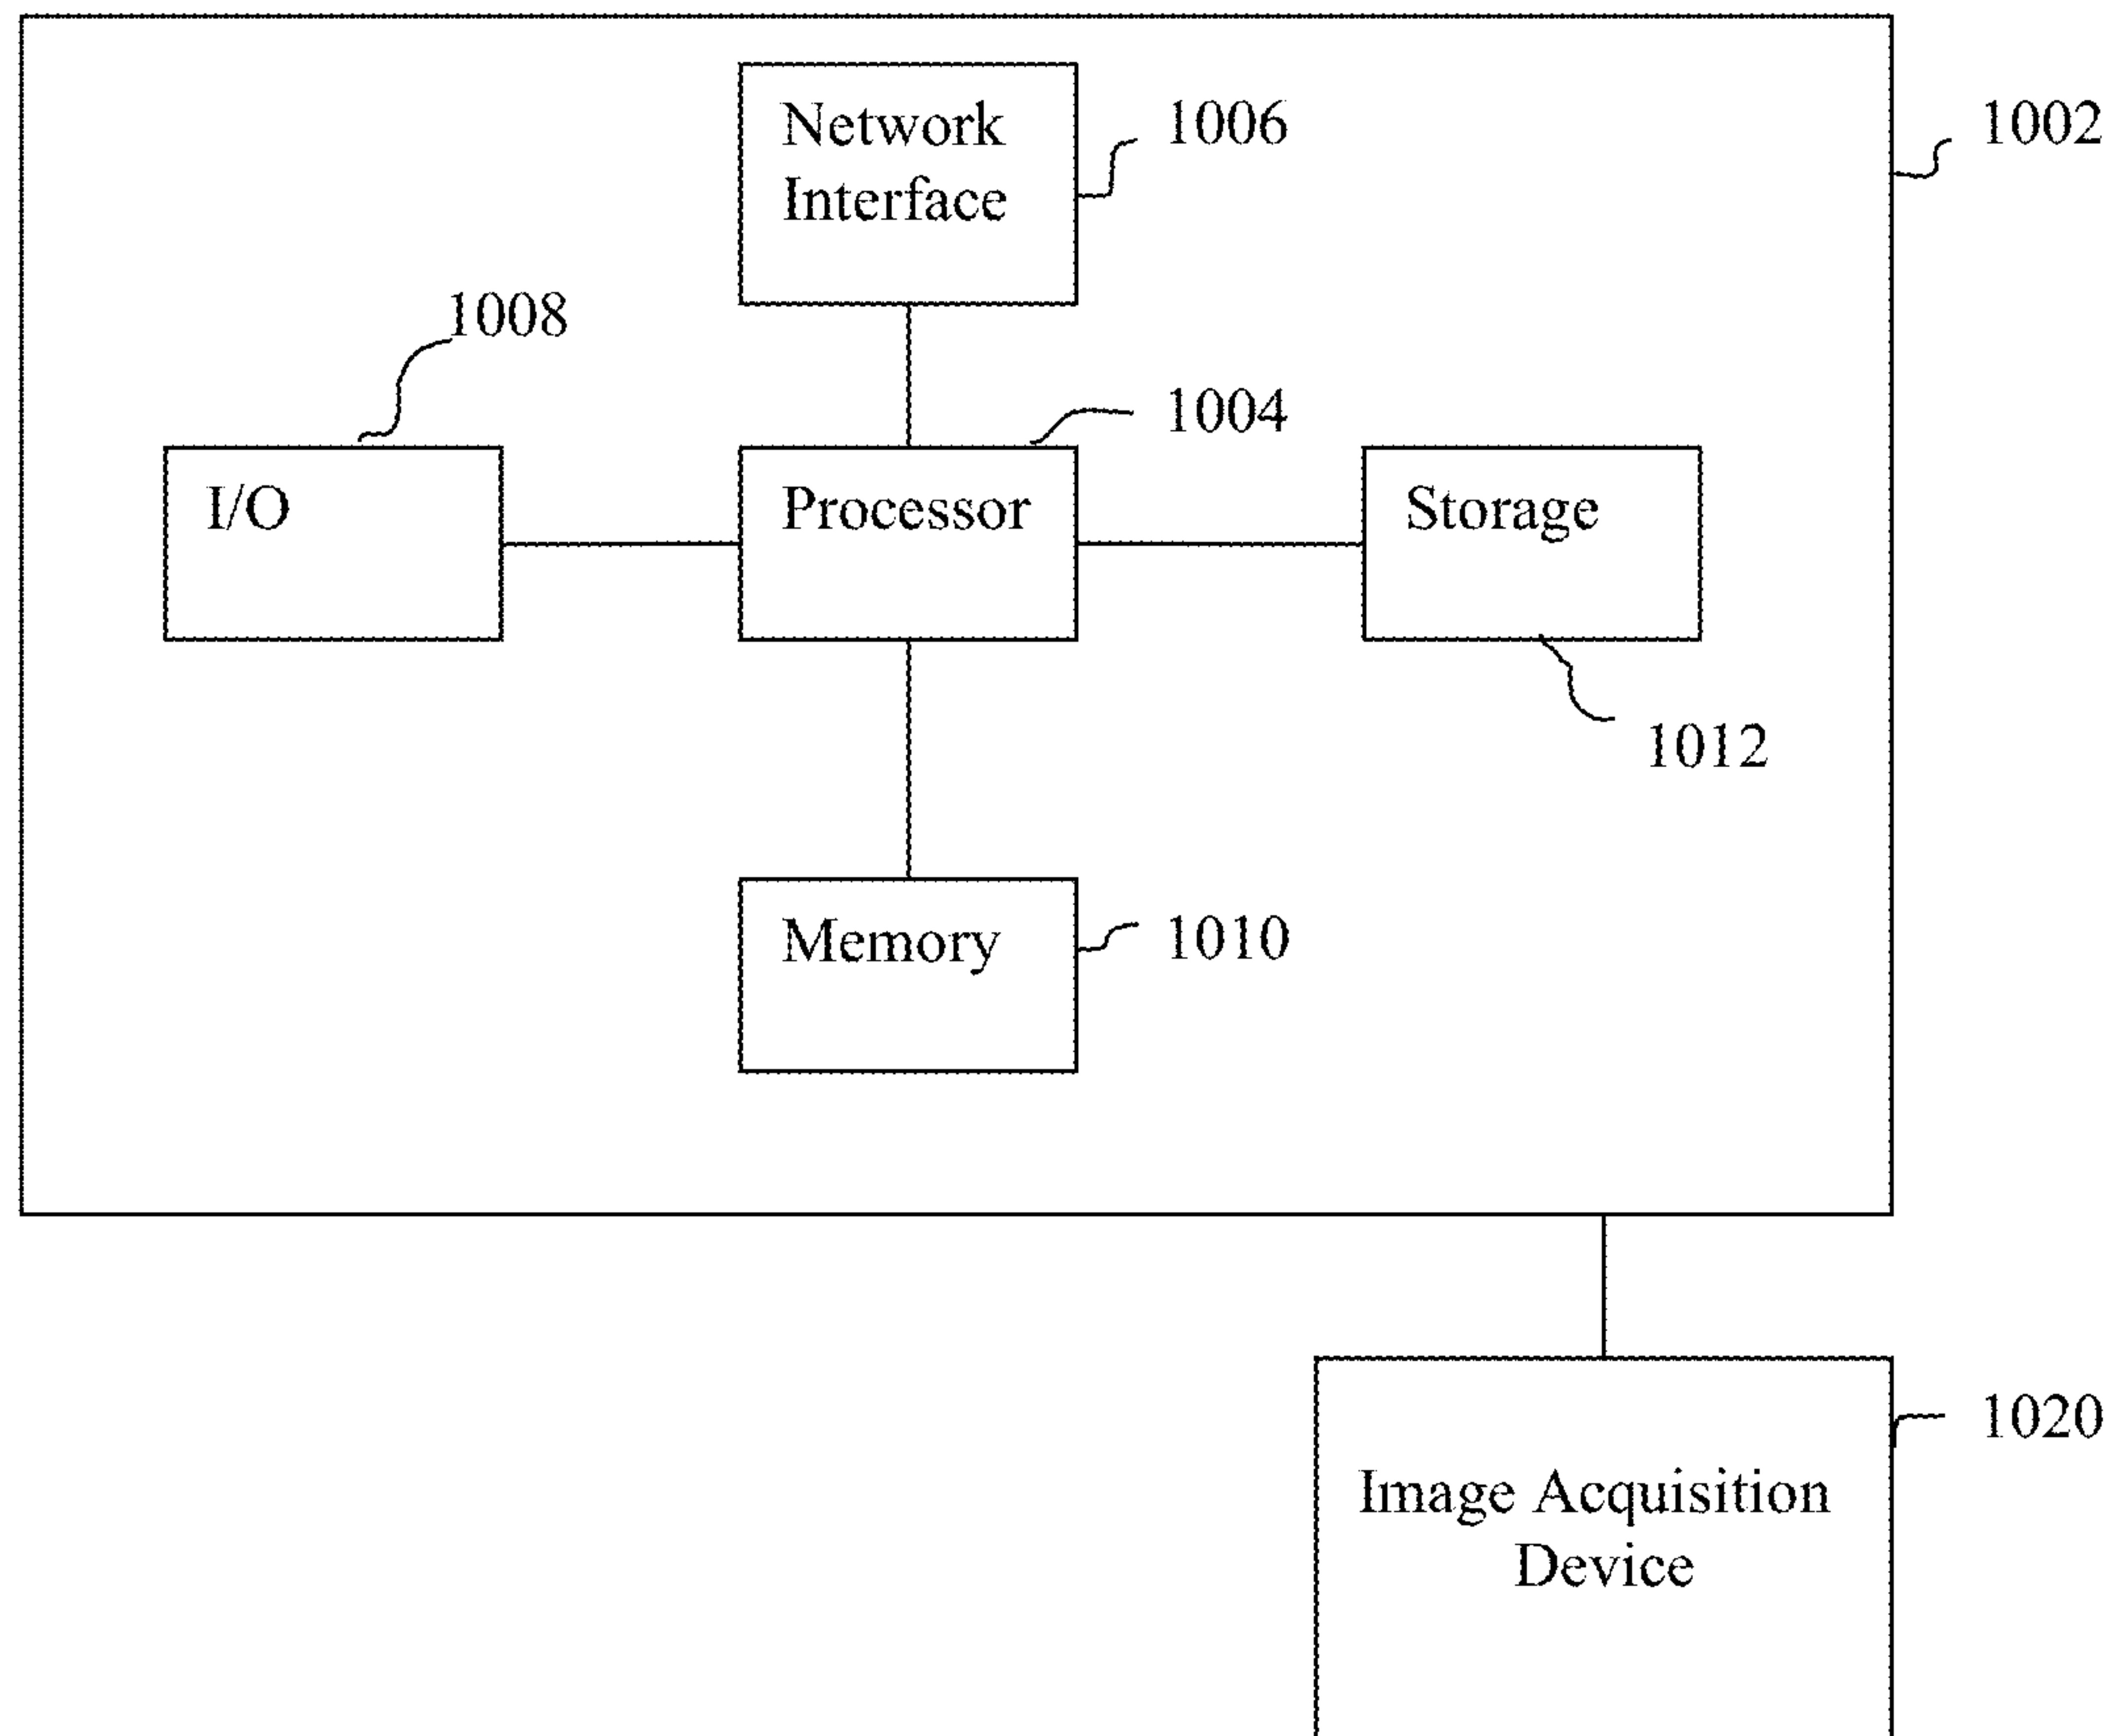 Network
Interface
1006
1002
1008
1004
I/O
Processor
Storage
1012
Memory
1010
1020
Image Acquisition
Device